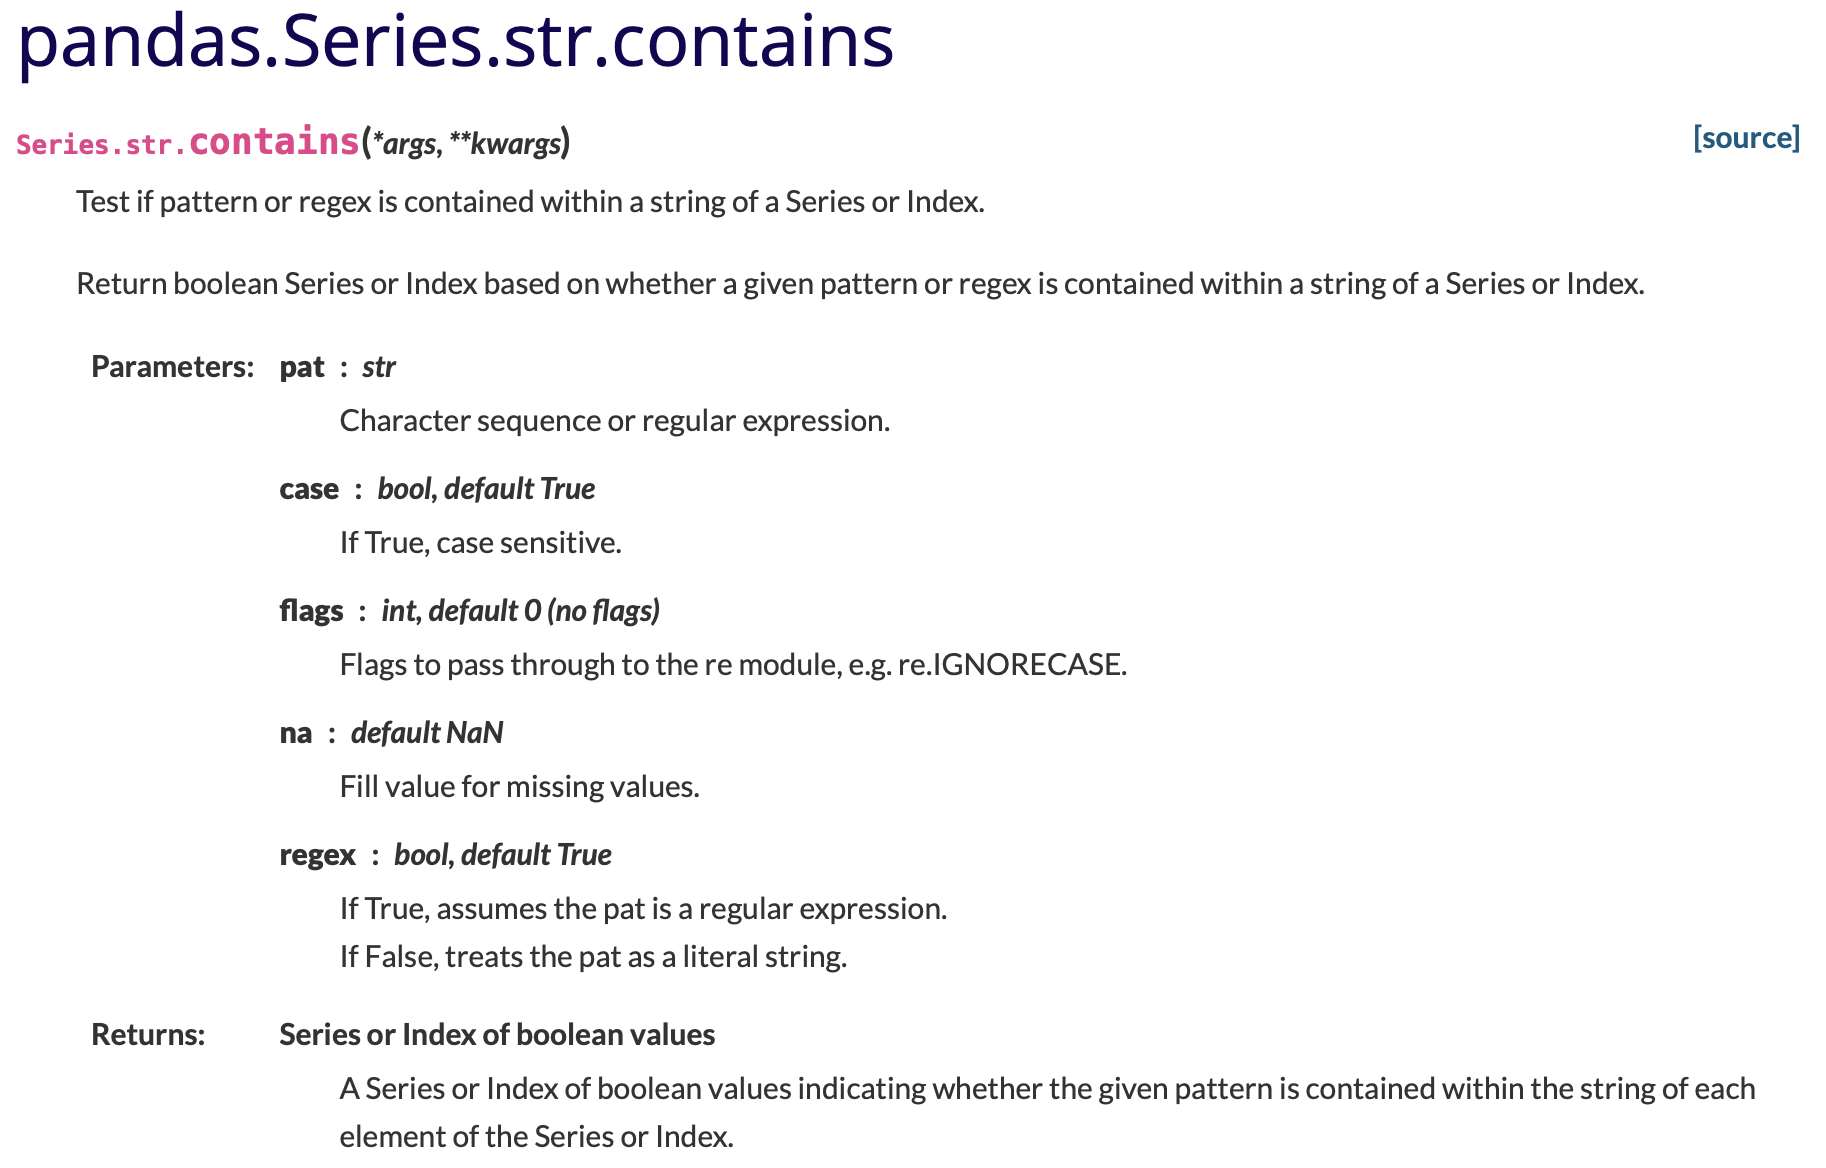 pandas.Series.str.contains
Series.str.contains(*args, **kwargs) [source]
Test if pattern or regex is contained within a string of a Series or Index.
Return boolean Series or Index based on whether a given pattern or regex is contained within a string of a Series or Index.
Parameters: pat : str
Character sequence or regular expression.
case : bool, default True
If True, case sensitive.
flags : int, default 0 (no flags)
Flags to pass through to the re module, e.g. re.IGNORECASE.
na : default NaN
Fill value for missing values.
regex : bool, default True
If True, assumes the pat is a regular expression.
If False, treats the pat as a literal string.
Returns: Series or Index of boolean values
A Series or Index of boolean values indicating whether the given pattern is contained within the string of each
element of the Series or Index.